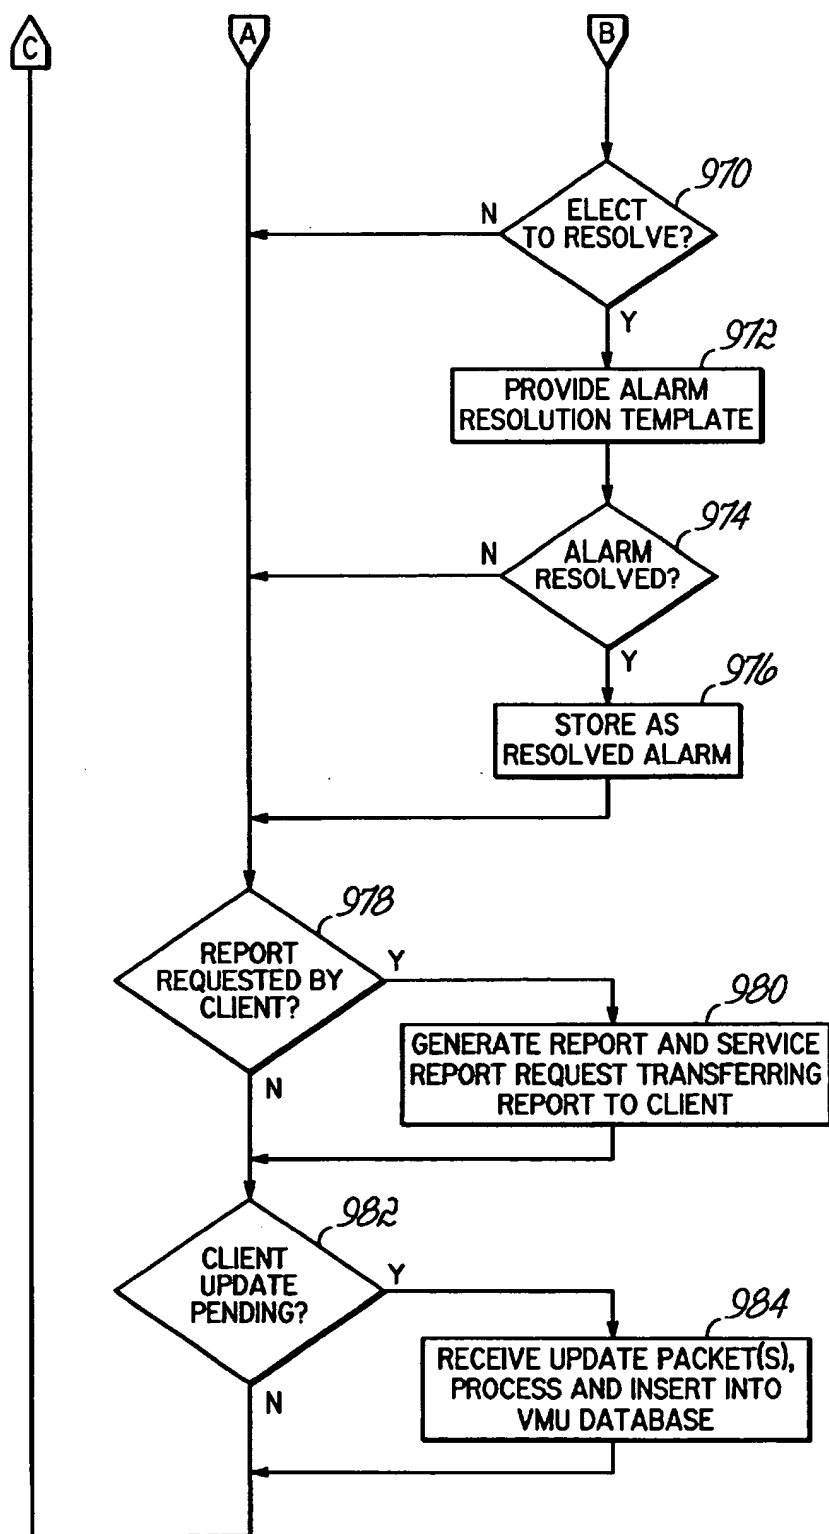 C
A
B
970
ELECT
TO RESOLVE?
N
Y
972
PROVIDE ALARM
RESOLUTION TEMPLATE
974
ALARM
RESOLVED?
N
Y
976
STORE AS
RESOLVED ALARM
978
REPORT
REQUESTED BY
CLIENT?
Y
N
980
GENERATE REPORT AND SERVICE
REPORT REQUEST TRANSFERRING
REPORT TO CLIENT
982
CLIENT
UPDATE
PENDING?
Y
N
984
RECEIVE UPDATE PACKET(S),
PROCESS AND INSERT INTO
VMU DATABASE